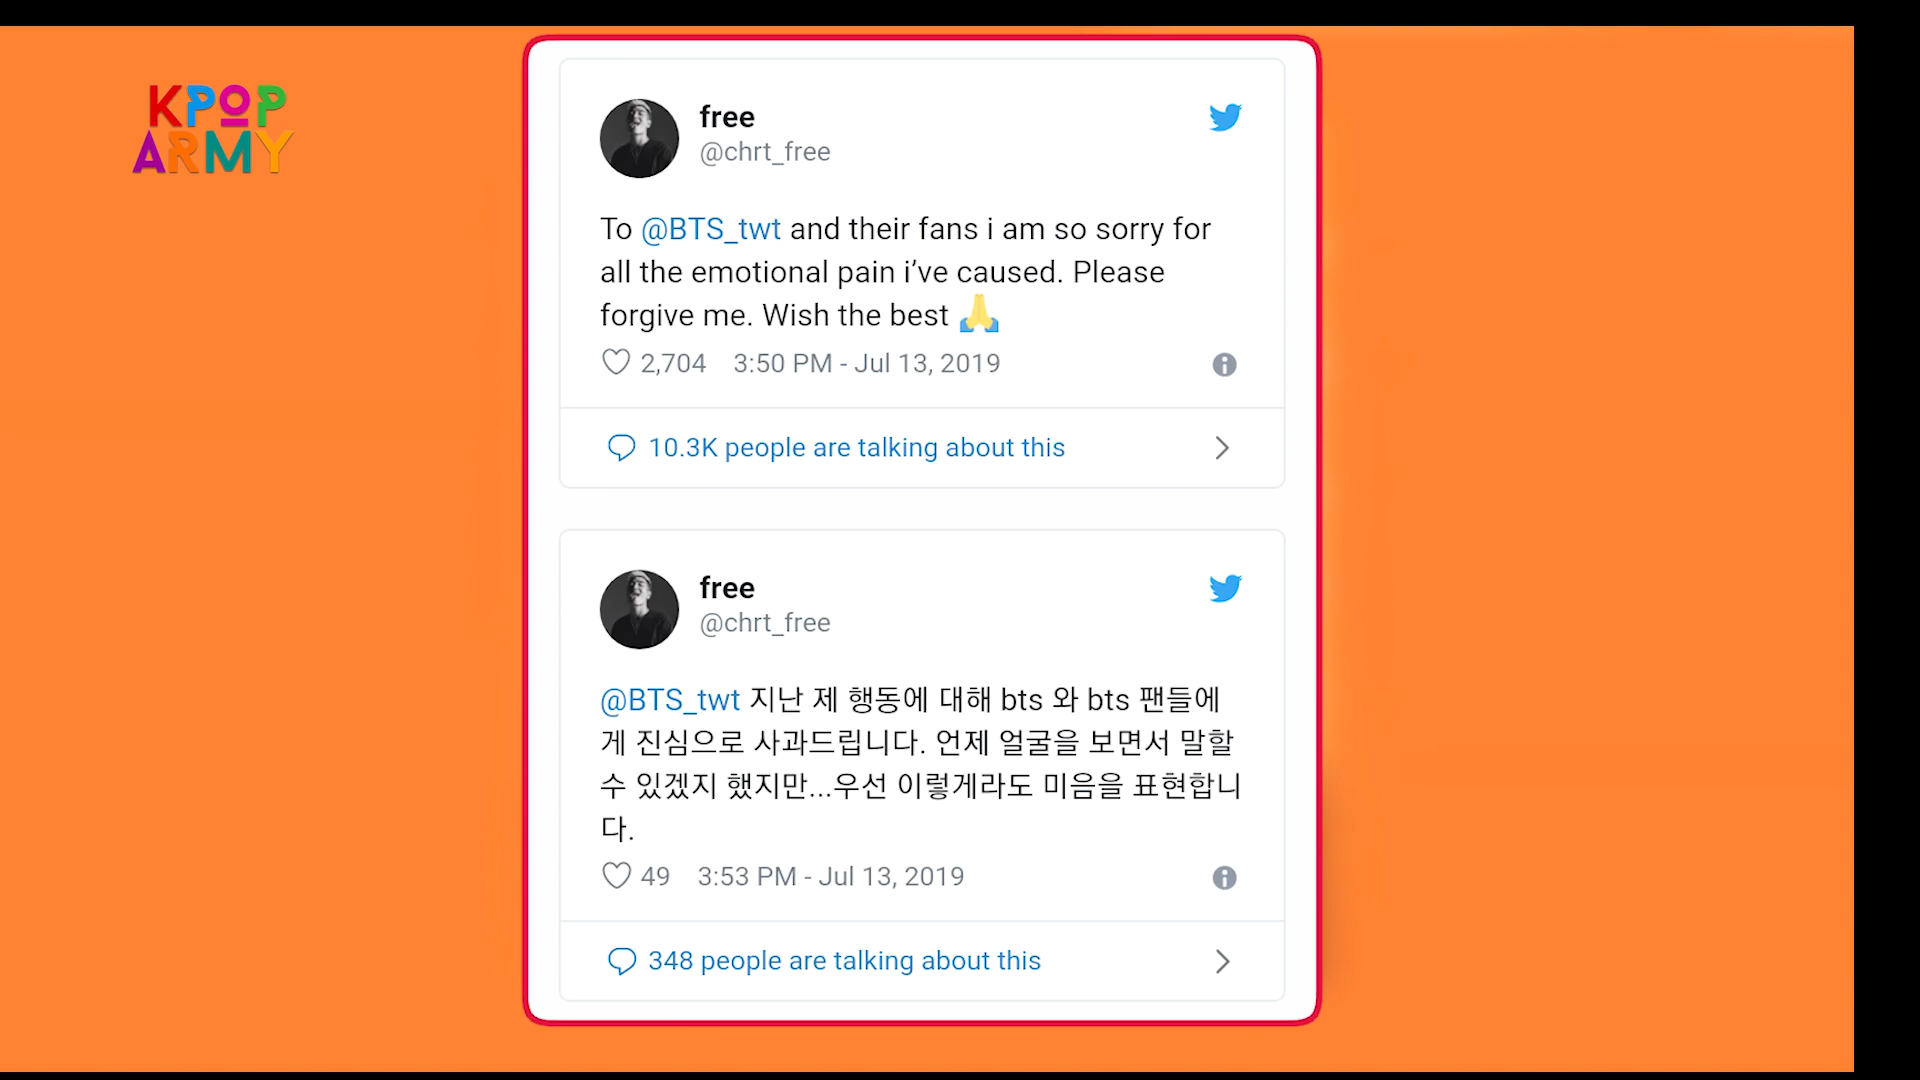 KPOP
ARMY
free
@chrt_free
To @BTS_twt and their fans i am so sorry for
all the emotional pain i’ve caused. Please
forgive me. Wish the best 🙏
2,704 3:50 PM - Jul 13, 2019
10.3K people are talking about this
free
@chrt_free
@BTS_twt 지난 제 행동에 대해 bts 와 bts 팬들에
게 진심으로 사과드립니다. 언제 얼굴을 보면서 말할
수 있겠지 했지만...우선 이렇게라도 미음을 표현합니
다.
49 3:53 PM - Jul 13, 2019
348 people are talking about this